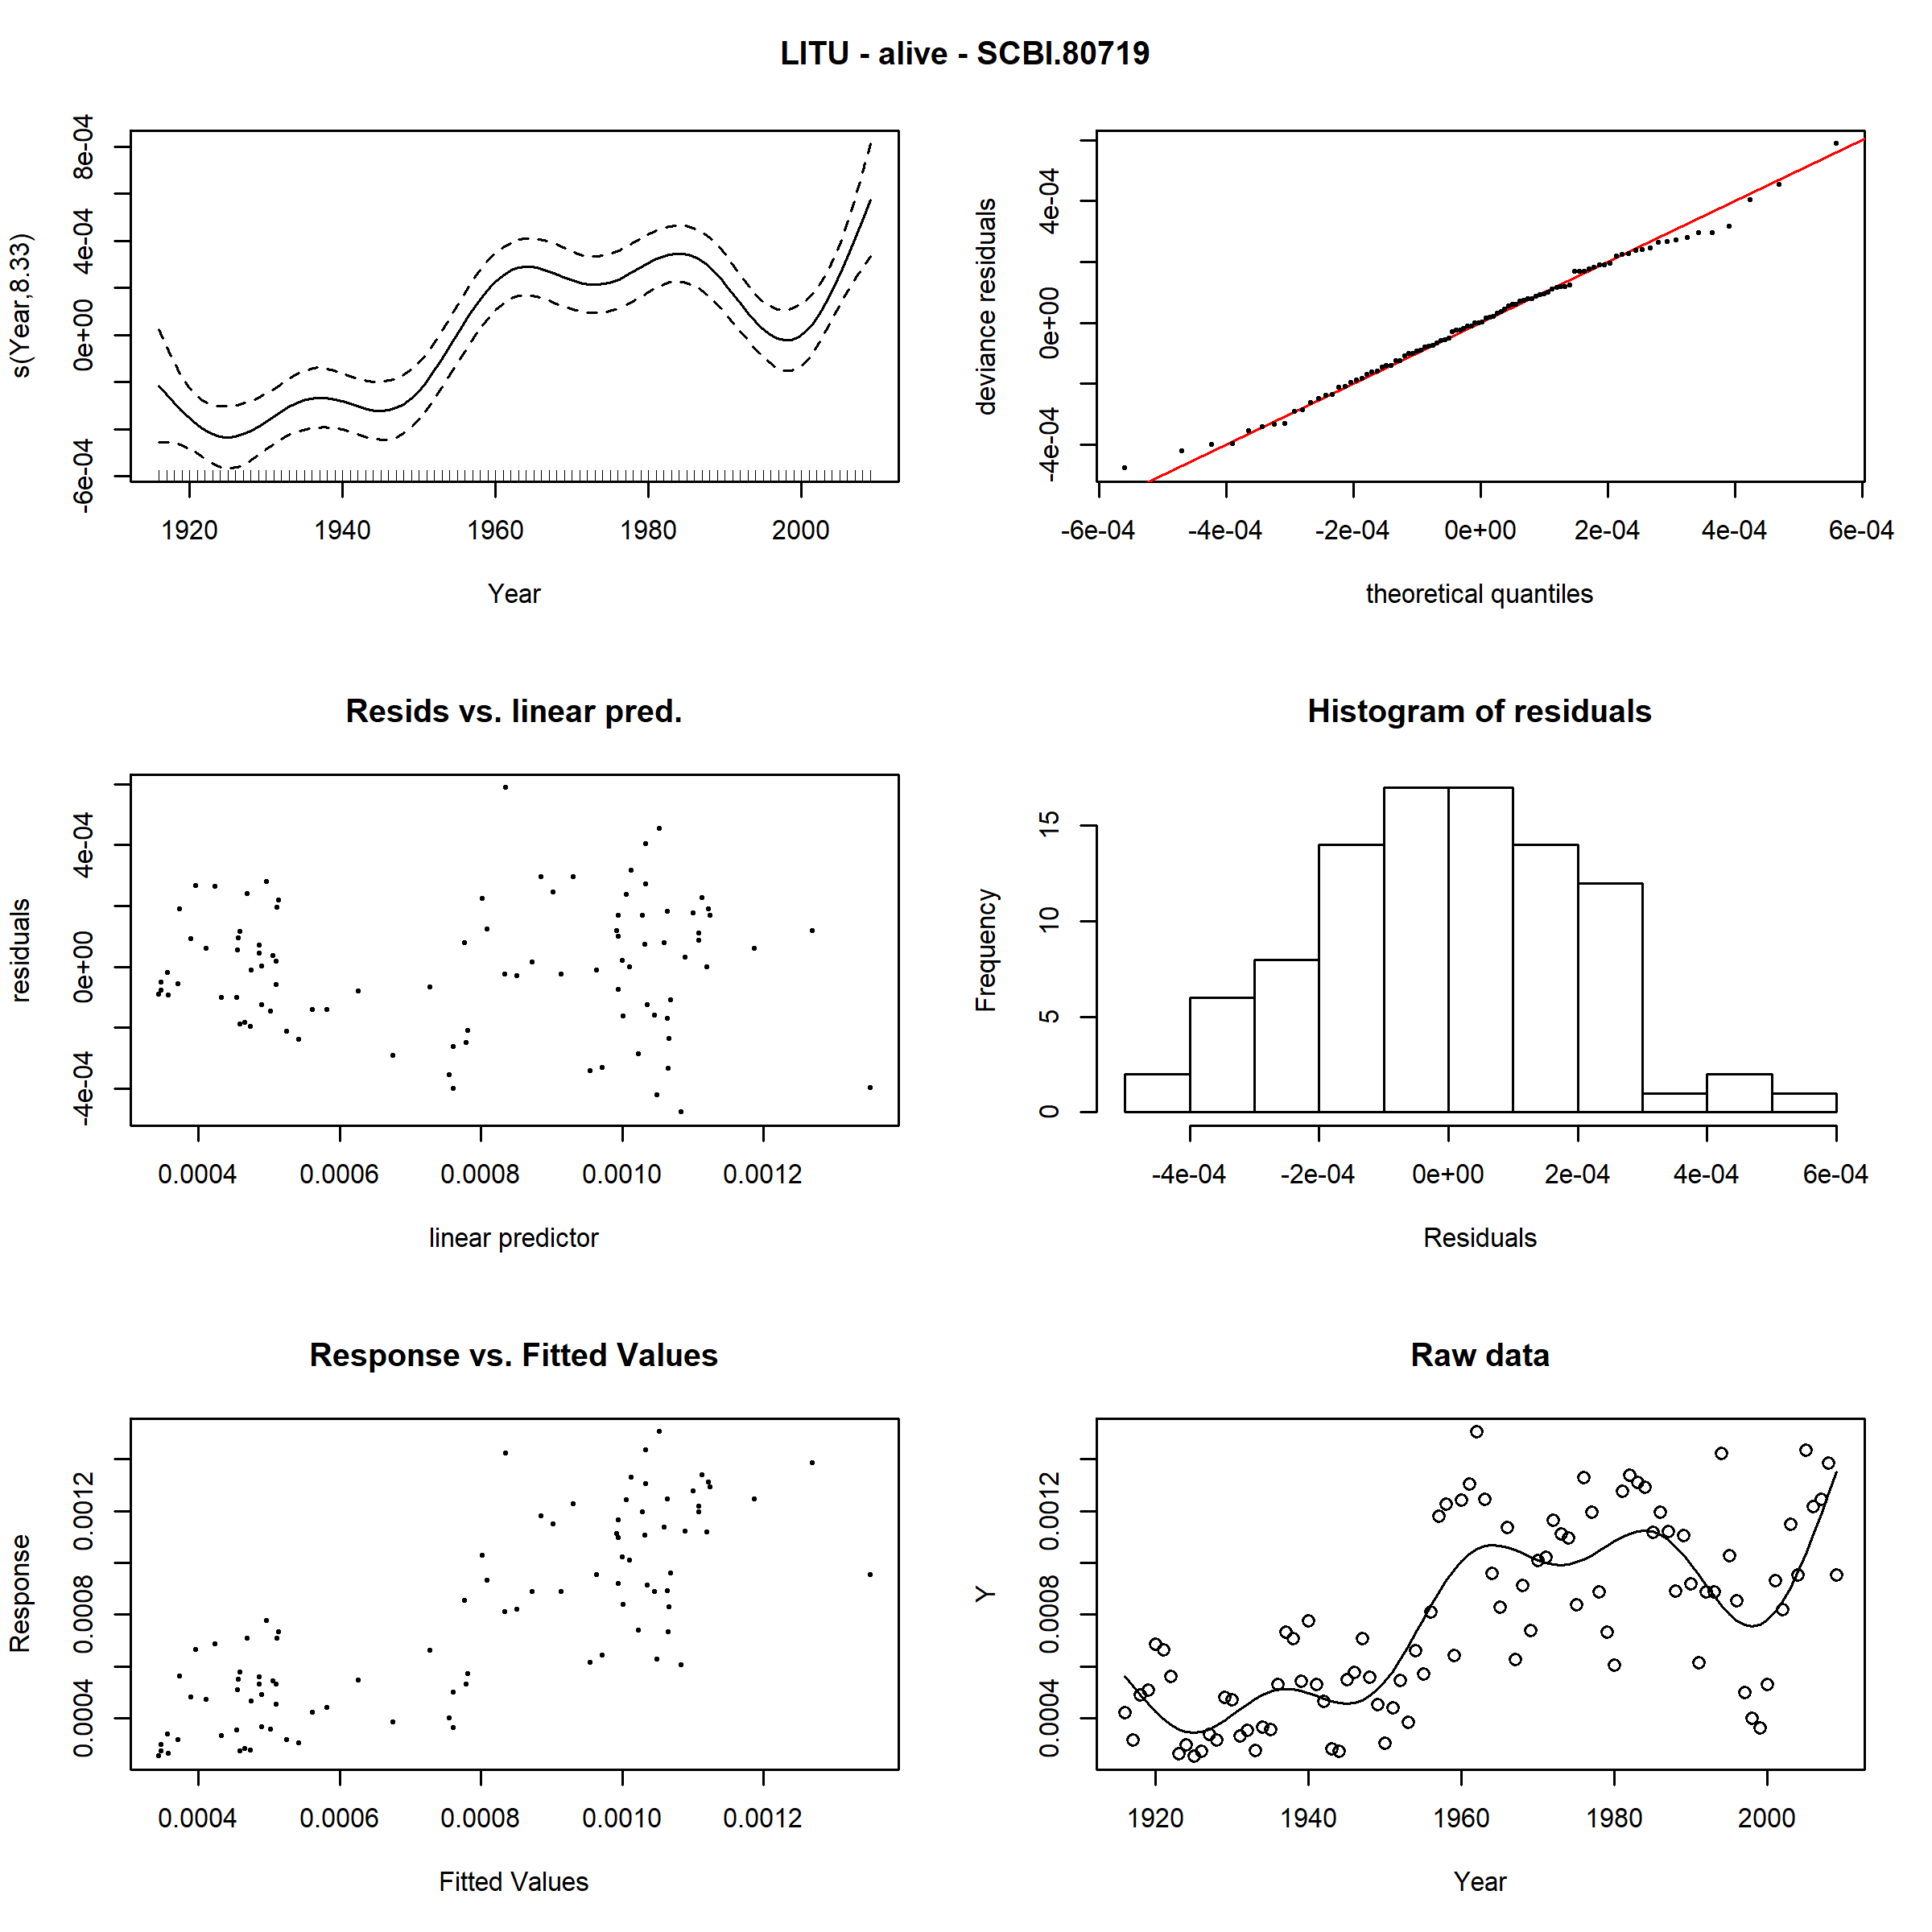 LITU - alive - SCBI.80719
s(Year,8.33)
-6e-04 0e+00 4e-04 8e-04
1920 1940 1960 1980 2000
Year
deviance residuals
-4e-04 0e+00 4e-04
-6e-04 -4e-04 -2e-04 0e+00 2e-04 4e-04 6e-04
theoretical quantiles
Resids vs. linear pred.
residuals
-4e-04 0e+00 4e-04
0.0004 0.0006 0.0008 0.0010 0.0012
linear predictor
Histogram of residuals
Frequency
0 5 10 15
-4e-04 -2e-04 0e+00 2e-04 4e-04 6e-04
Residuals
Response vs. Fitted Values
Response
0.0004 0.0008 0.0012
0.0004 0.0006 0.0008 0.0010 0.0012
Fitted Values
Raw data
Y
0.0004 0.0008 0.0012
1920 1940 1960 1980 2000
Year